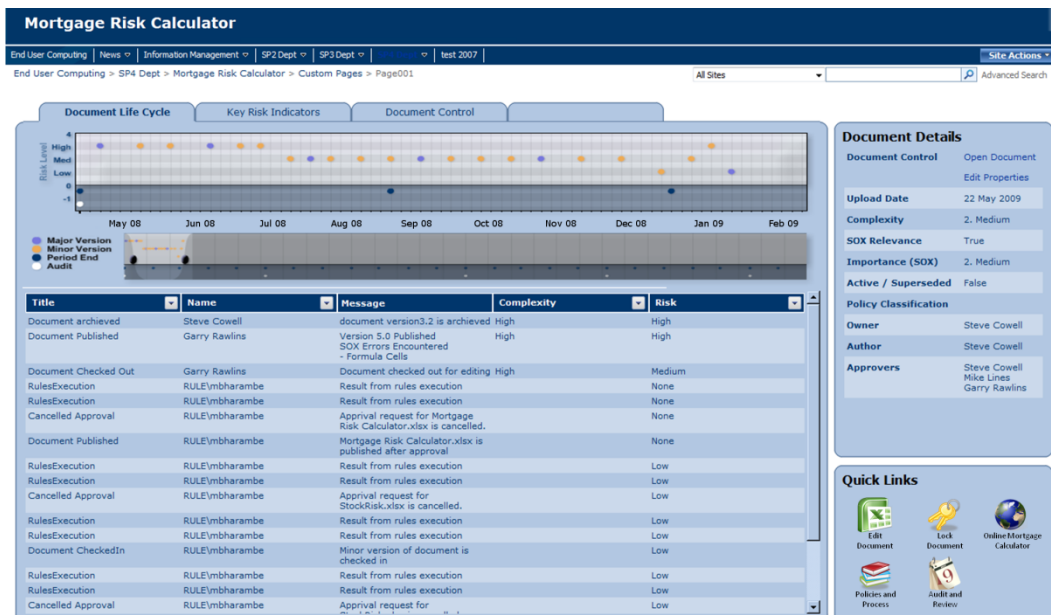 Mortgage Risk Calculator
End User Computing News Information Management SP2 Dept SP3 Dept test 2007 Site Actions
End User Computing > SP4 Dept > Mortgage Risk Calculator > Custom Pages > Page001 All Sites Advanced Search
Document Life Cycle Key Risk Indicators Document Control
Risk Level
4
High
Med
Low
0
-1
May 08 Jun 08 Jul 08 Aug 08 Sep 08 Oct 08 Nov 08 Dec 08 Jan 09 Feb 09
Major Version
Minor Version
Period End
Audit
Title Name Message Complexity Risk
Document archieved Steve Cowell document version3.2 is archieved High High
Document Published Garry Rawlins Version 5.0 Published High High
SOX Errors Encountered
- Formula Cells
Document Checked Out Garry Rawlins Document checked out for editing High Medium
RulesExecution RULE\mbharambe Result from rules execution None
RulesExecution RULE\mbharambe Result from rules execution None
Cancelled Approval RULE\mbharambe Apprival request for Mortgage None
Risk Calculator.xlsx is cancelled.
Document Published RULE\mbharambe Mortgage Risk Calculator.xlsx is None
published after approval
RulesExecution RULE\mbharambe Result from rules execution Low
RulesExecution RULE\mbharambe Result from rules execution Low
Cancelled Approval RULE\mbharambe Apprival request for Low
StockRisk.xlsx is cancelled.
RulesExecution RULE\mbharambe Result from rules execution Low
RulesExecution RULE\mbharambe Result from rules execution Low
Document CheckedIn RULE\mbharambe Minor version of document is Low
checked in
RulesExecution RULE\mbharambe Result from rules execution Low
RulesExecution RULE\mbharambe Result from rules execution Low
Cancelled Approval RULE\mbharambe Apprival request for Low
Document Details
Document Control Open Document
Edit Properties
Upload Date 22 May 2009
Complexity 2. Medium
SOX Relevance True
Importance (SOX) 2. Medium
Active / Superseded False
Policy Classification
Owner Steve Cowell
Author Steve Cowell
Approvers Steve Cowell
Mike Lines
Garry Rawlins
Quick Links
Edit Document
Lock Document
Online Mortgage Calculator
Policies and Process
9
Audit and Review